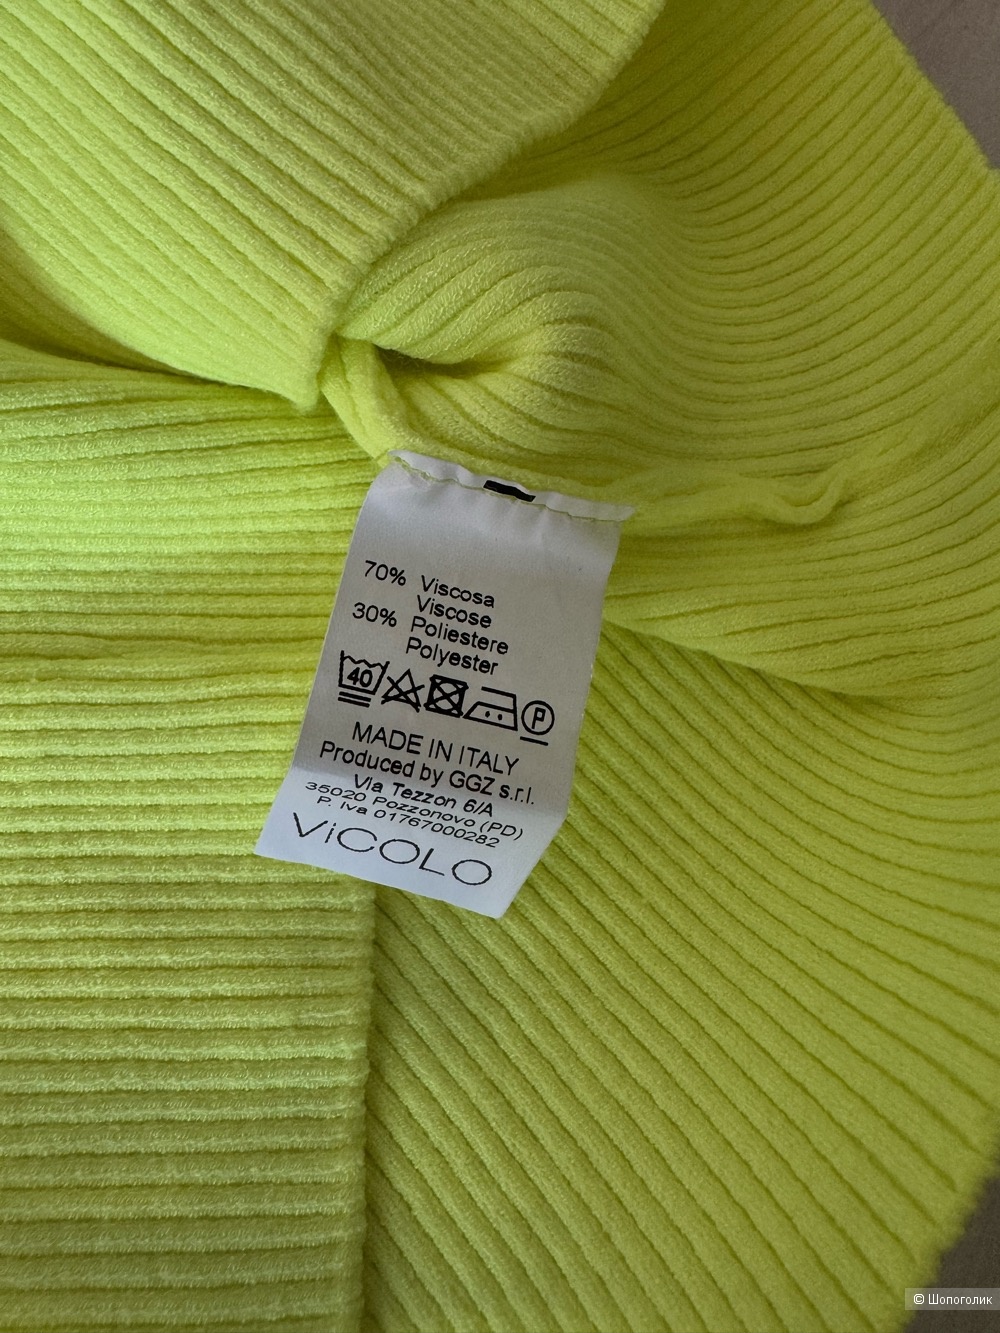 70% Viscosa
Viscose
30% Poliestere
Polyester
40
P
MADE IN ITALY
Produced by GGZ s.r.l.
Via Tezzon 6/A
35020 Pozzonovo (PD)
P. Iva 01767000282
ViCOLO
© Шопоголик